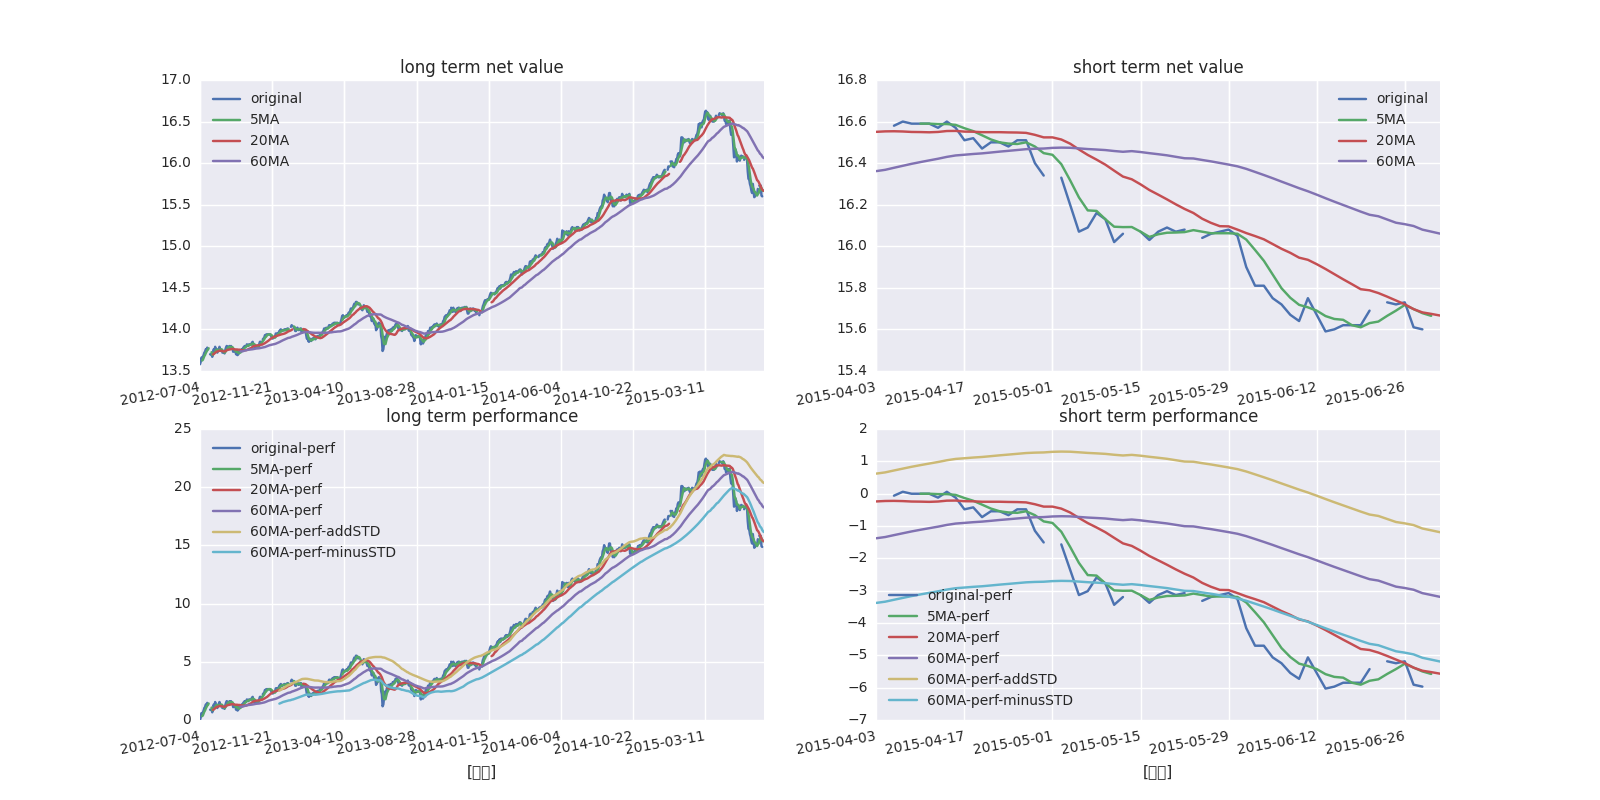 long term net value
17.0
16.5
16.0
15.5
15.0
14.5
14.0
13.5
original
5MA
20MA
60MA
2012-07-04 2012-11-21 2013-04-10 2013-08-28 2014-01-15 2014-06-04 2014-10-22 2015-03-11
short term net value
16.8
16.6
16.4
16.2
16.0
15.8
15.6
15.4
original
5MA
20MA
60MA
2015-04-03 2015-04-17 2015-05-01 2015-05-15 2015-05-29 2015-06-12 2015-06-26
long term performance
25
20
15
10
5
0
original-perf
5MA-perf
20MA-perf
60MA-perf
60MA-perf-addSTD
60MA-perf-minusSTD
2012-07-04 2012-11-21 2013-04-10 2013-08-28 2014-01-15 2014-06-04 2014-10-22 2015-03-11
[▯▯]
short term performance
2
1
0
−1
−2
−3
−4
−5
−6
−7
original-perf
5MA-perf
20MA-perf
60MA-perf
60MA-perf-addSTD
60MA-perf-minusSTD
2015-04-03 2015-04-17 2015-05-01 2015-05-15 2015-05-29 2015-06-12 2015-06-26
[▯▯]